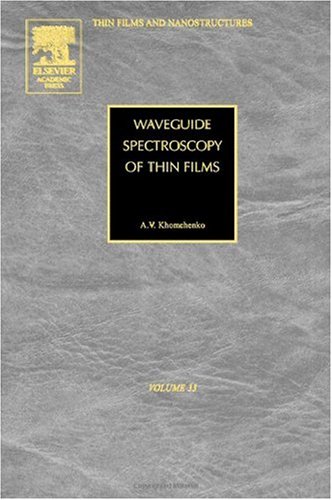 THIN FILMS AND NANOSTRUCTURES
ELSEVIER
ACADEMIC
PRESS
WAVEGUIDE
SPECTROSCOPY
OF THIN FILMS
A.V. Khomchenko
VOLUME 33